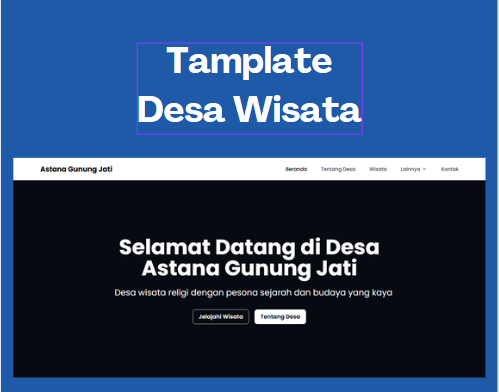 Tamplate
Desa Wisata
Astana Gunung Jati
Beranda Tentang Desa Wisata Lainnya Kontak
Selamat Datang di Desa
Astana Gunung Jati
Desa wisata religi dengan pesona sejarah dan budaya yang kaya
Jelajahi Wisata Tentang Desa